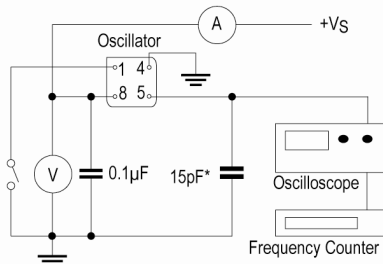 A
+VS
Oscillator
1 4
8 5
V
0.1µF
15pF*
Oscilloscope
Frequency Counter